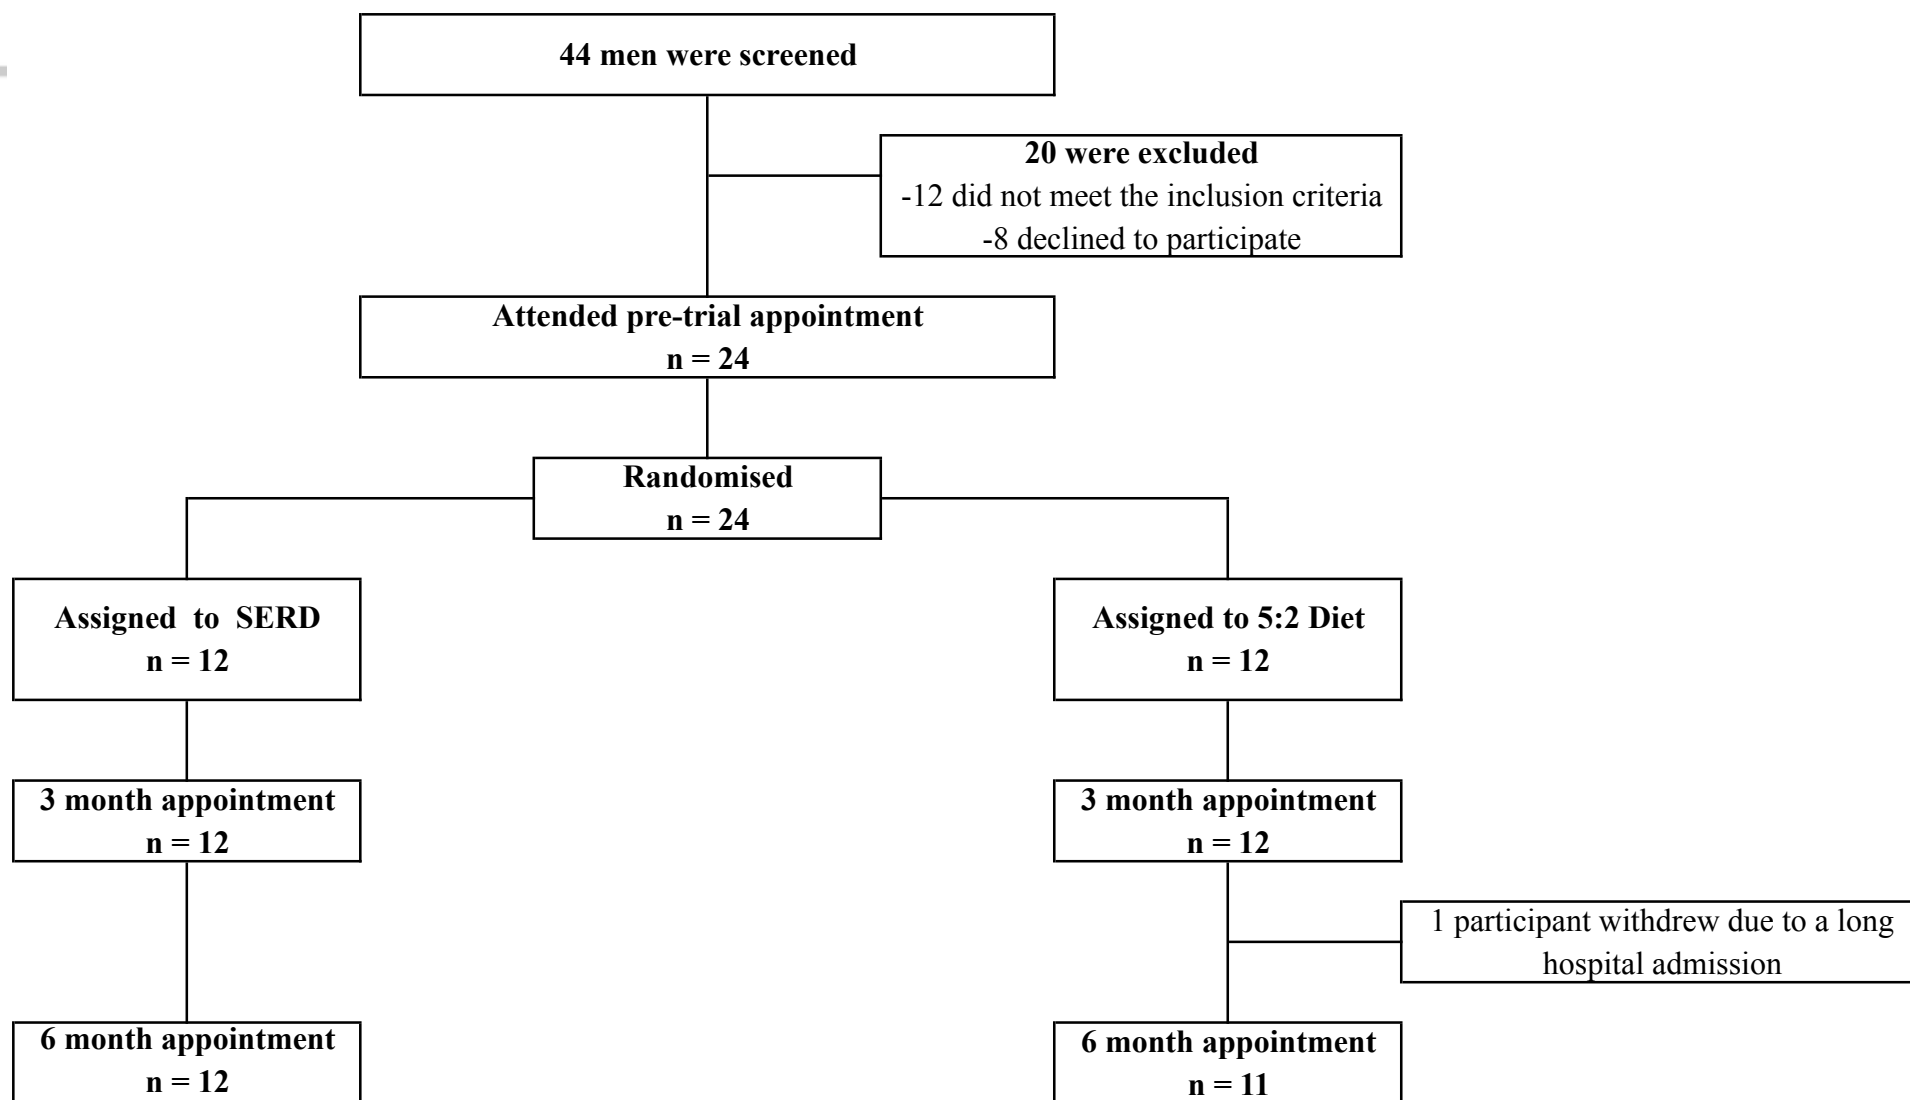 44 men were screened
20 were excluded
-12 did not meet the inclusion criteria
-8 declined to participate
Attended pre-trial appointment
n = 24
Randomised
n = 24
Assigned to SERD
n = 12
Assigned to 5:2 Diet
n = 12
3 month appointment
n = 12
3 month appointment
n = 12
1 participant withdrew due to a long
hospital admission
6 month appointment
n = 12
6 month appointment
n = 11